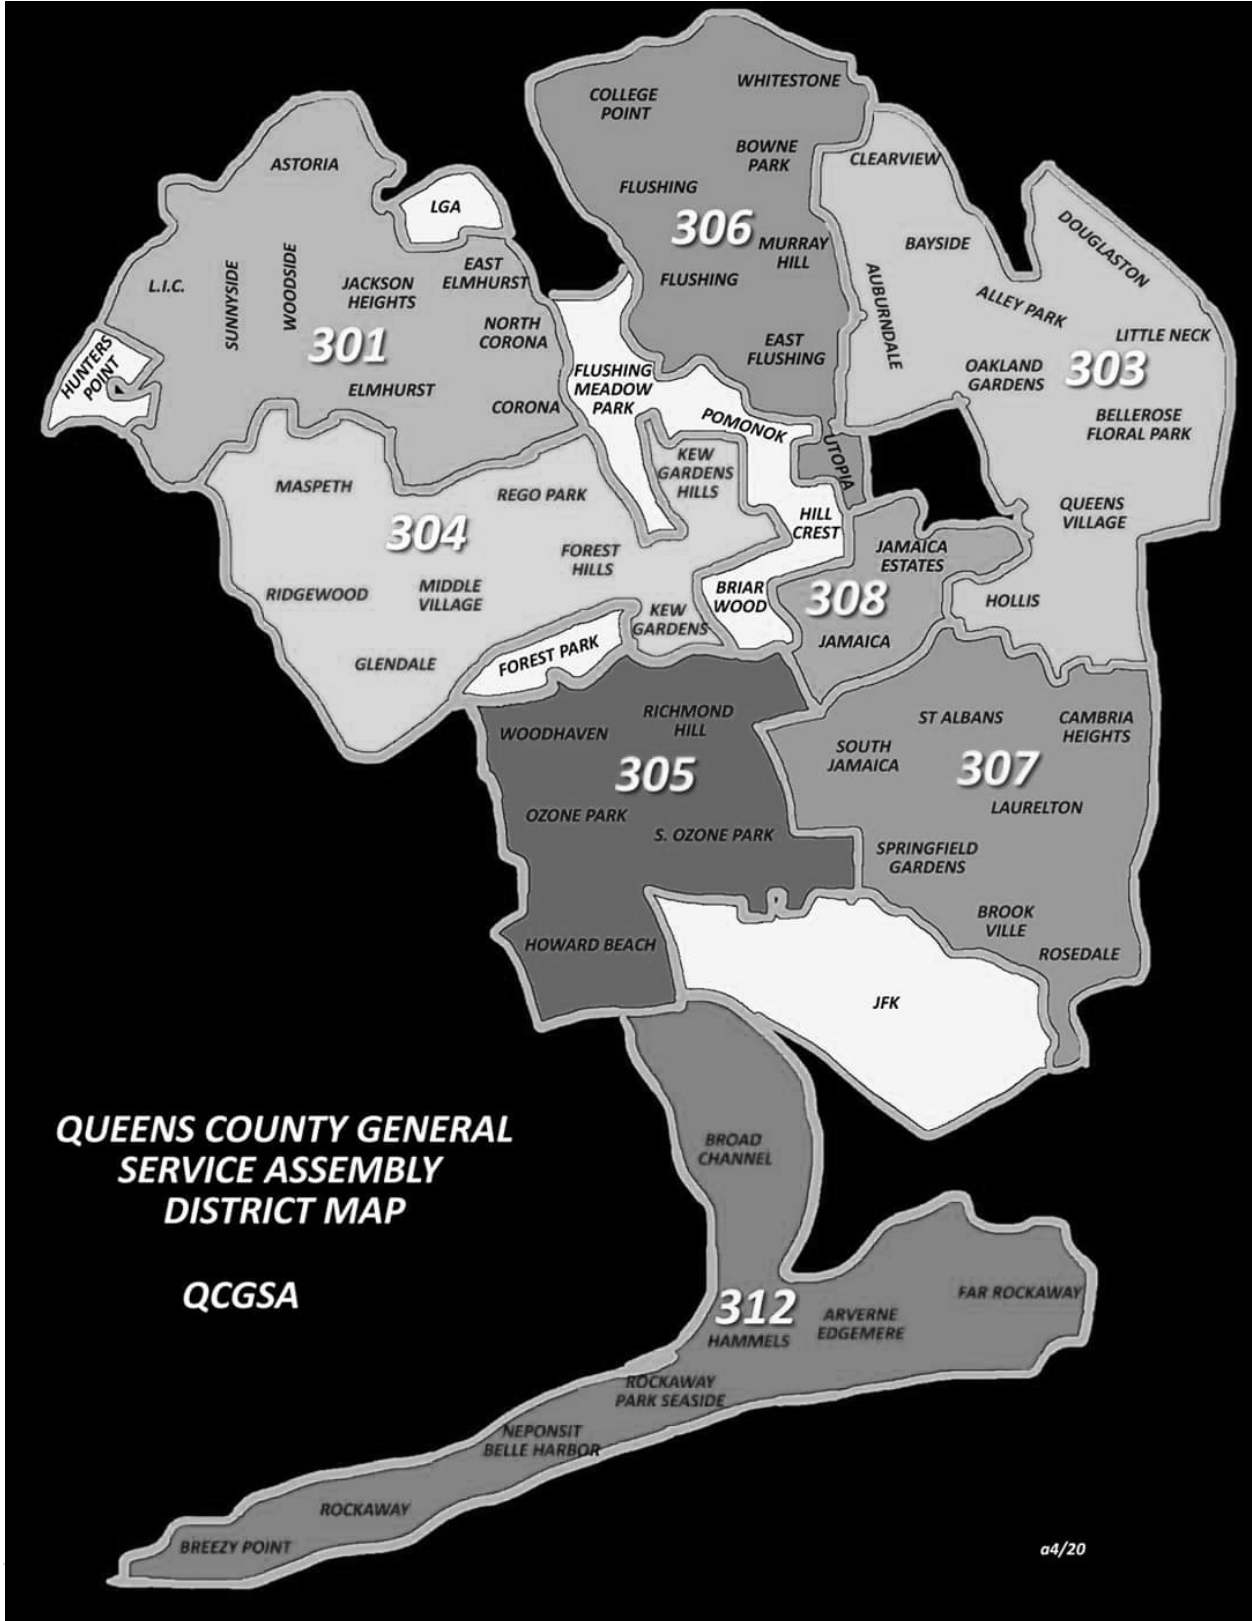 WHITESTONE
COLLEGE
POINT
BOWNE
PARK
CLEARVIEW
ASTORIA
FLUSHING
LGA
306
DOUGLASTON
MURRAY
HILL
BAYSIDE
EAST
ELMHURST
FLUSHING
L.I.C.
SUNNYSIDE
WOODSIDE
JACKSON
HEIGHTS
AUBURNDALE
ALLEY PARK
NORTH
CORONA
LITTLE NECK
301
EAST
FLUSHING
HUNTERS
POINT
FLUSHING
MEADOW
PARK
OAKLAND
GARDENS
303
ELMHURST
CORONA
POMONOK
BELLEROSE
FLORAL PARK
KEW
GARDENS
HILLS
UTOPIA
MASPETH
REGO PARK
QUEENS
VILLAGE
HILL
CREST
304
FOREST
HILLS
JAMAICA
ESTATES
RIDGEWOOD
MIDDLE
VILLAGE
BRIAR
WOOD
308
HOLLIS
KEW
GARDENS
JAMAICA
FOREST PARK
GLENDALE
RICHMOND
HILL
ST ALBANS
CAMBRIA
HEIGHTS
WOODHAVEN
SOUTH
JAMAICA
305
307
LAURELTON
OZONE PARK
S. OZONE PARK
SPRINGFIELD
GARDENS
BROOK
VILLE
HOWARD BEACH
ROSEDALE
JFK
QUEENS COUNTY GENERAL
SERVICE ASSEMBLY
DISTRICT MAP
QCGSA
BROAD
CHANNEL
312
HAMMELS
ARVERNE
EDGEMERE
FAR ROCKAWAY
ROCKAWAY
PARK SEASIDE
NEPONSIT
BELLE HARBOR
ROCKAWAY
BREEZY POINT
a4/20